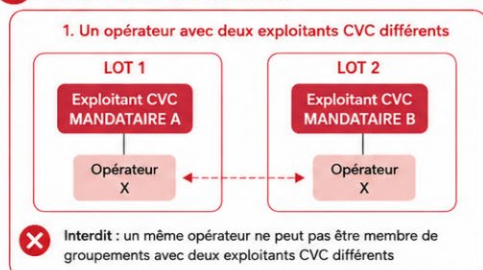 1. Un opérateur avec deux exploitants CVC différents
LOT 1
Exploitant CVC
MANDATAIRE A
Opérateur
X
LOT 2
Exploitant CVC
MANDATAIRE B
Opérateur
X
Interdit : un même opérateur ne peut pas être membre de
groupements avec deux exploitants CVC différents